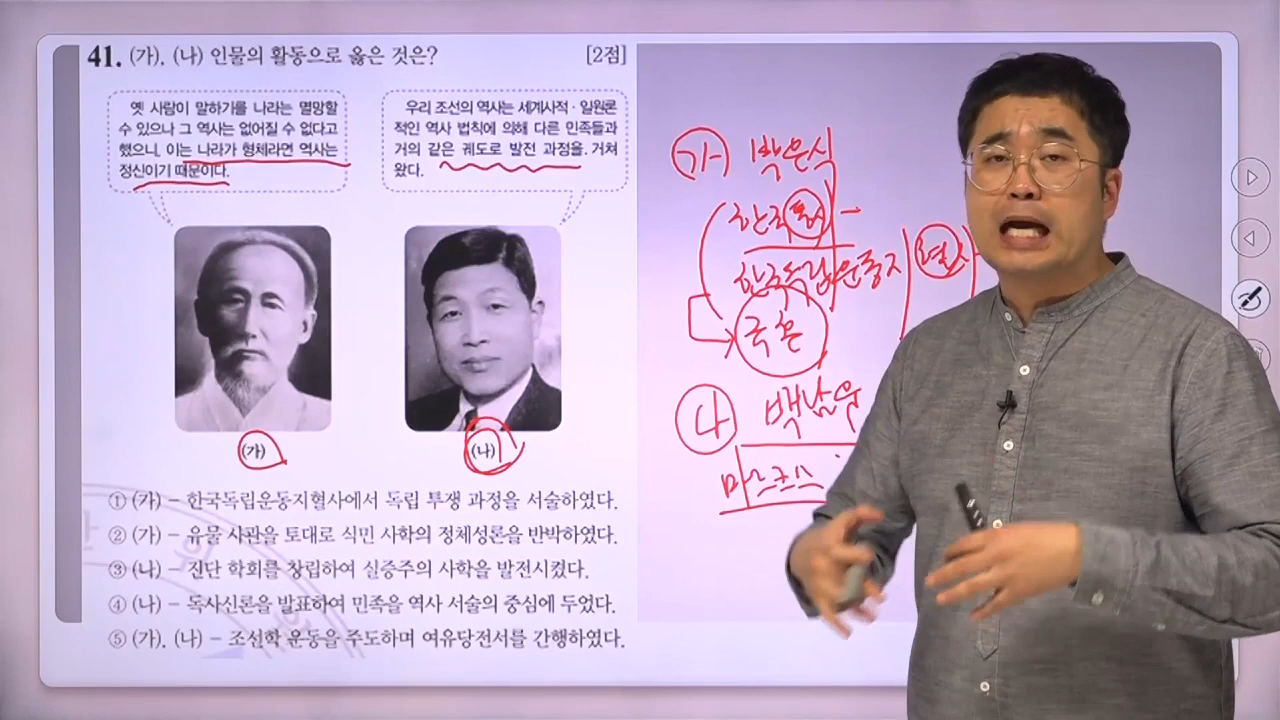 41. (가), (나) 인물의 활동으로 옳은 것은? [2점]
옛 사람이 말하기를 나라는 멸망할
수 있으나 그 역사는 없어질 수 없다고
했으니, 이는 나라가 형체라면 역사는
정신이기 때문이다.
우리 조선의 역사는 세계사적·일원론
적인 역사 법칙에 의해 다른 민족들과
거의 같은 궤도로 발전 과정을 거쳐
왔다.
(가)
(나)
① (가) - 한국독립운동지혈사에서 독립 투쟁 과정을 서술하였다.
② (가) - 유물 사관을 토대로 식민 사학의 정체성론을 반박하였다.
③ (나) - 진단 학회를 창립하여 실증주의 사학을 발전시켰다.
④ (나) - 독사신론을 발표하여 민족을 역사 서술의 중심에 두었다.
⑤ (가), (나) - 조선학 운동을 주도하며 여유당전서를 간행하였다.
가 박은식
한국통사
한국독립운동지혈사
국혼
나 백남운
마르크스